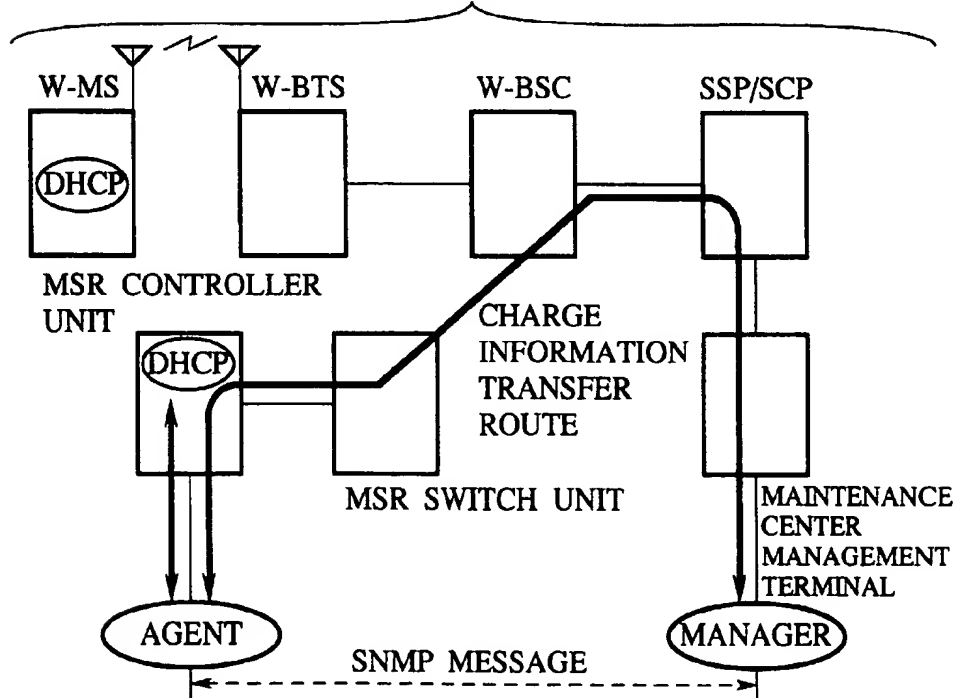 W-MS
W-BTS
W-BSC
SSP/SCP
DHCP
MSR CONTROLLER
UNIT
DHCP
CHARGE
INFORMATION
TRANSFER
ROUTE
MSR SWITCH UNIT
MAINTENANCE
CENTER
MANAGEMENT
TERMINAL
AGENT
MANAGER
SNMP MESSAGE